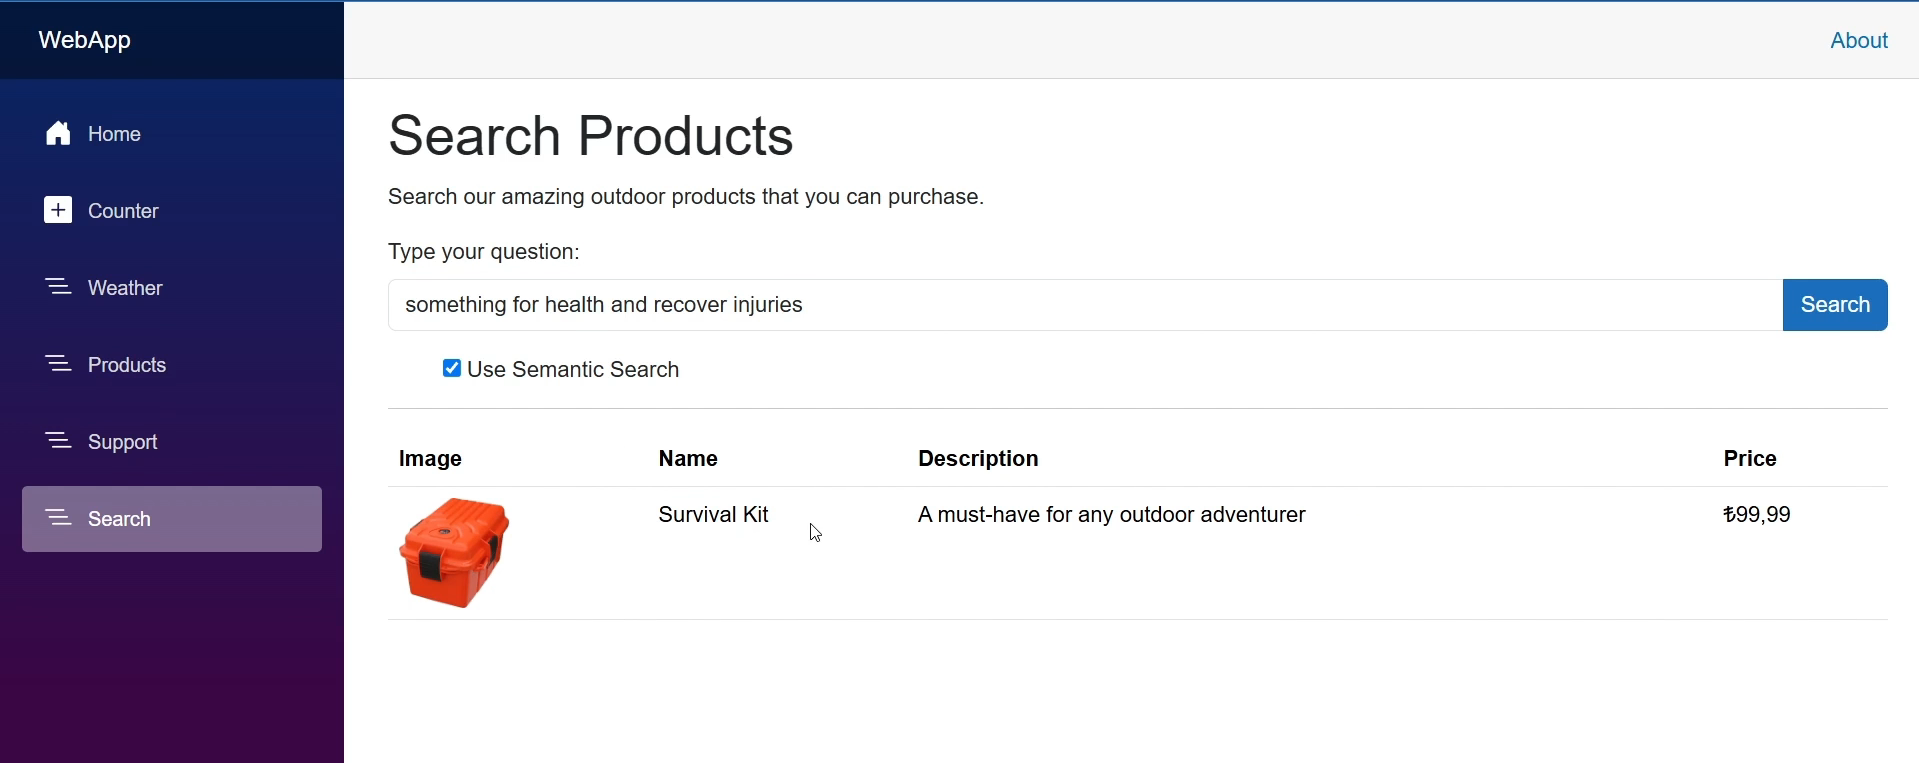 WebApp
About
Home
Counter
Weather
Products
Support
Search
Search Products
Search our amazing outdoor products that you can purchase.
Type your question:
something for health and recover injuries
Search
Use Semantic Search
Image Name Description Price
Survival Kit A must-have for any outdoor adventurer ₺99,99